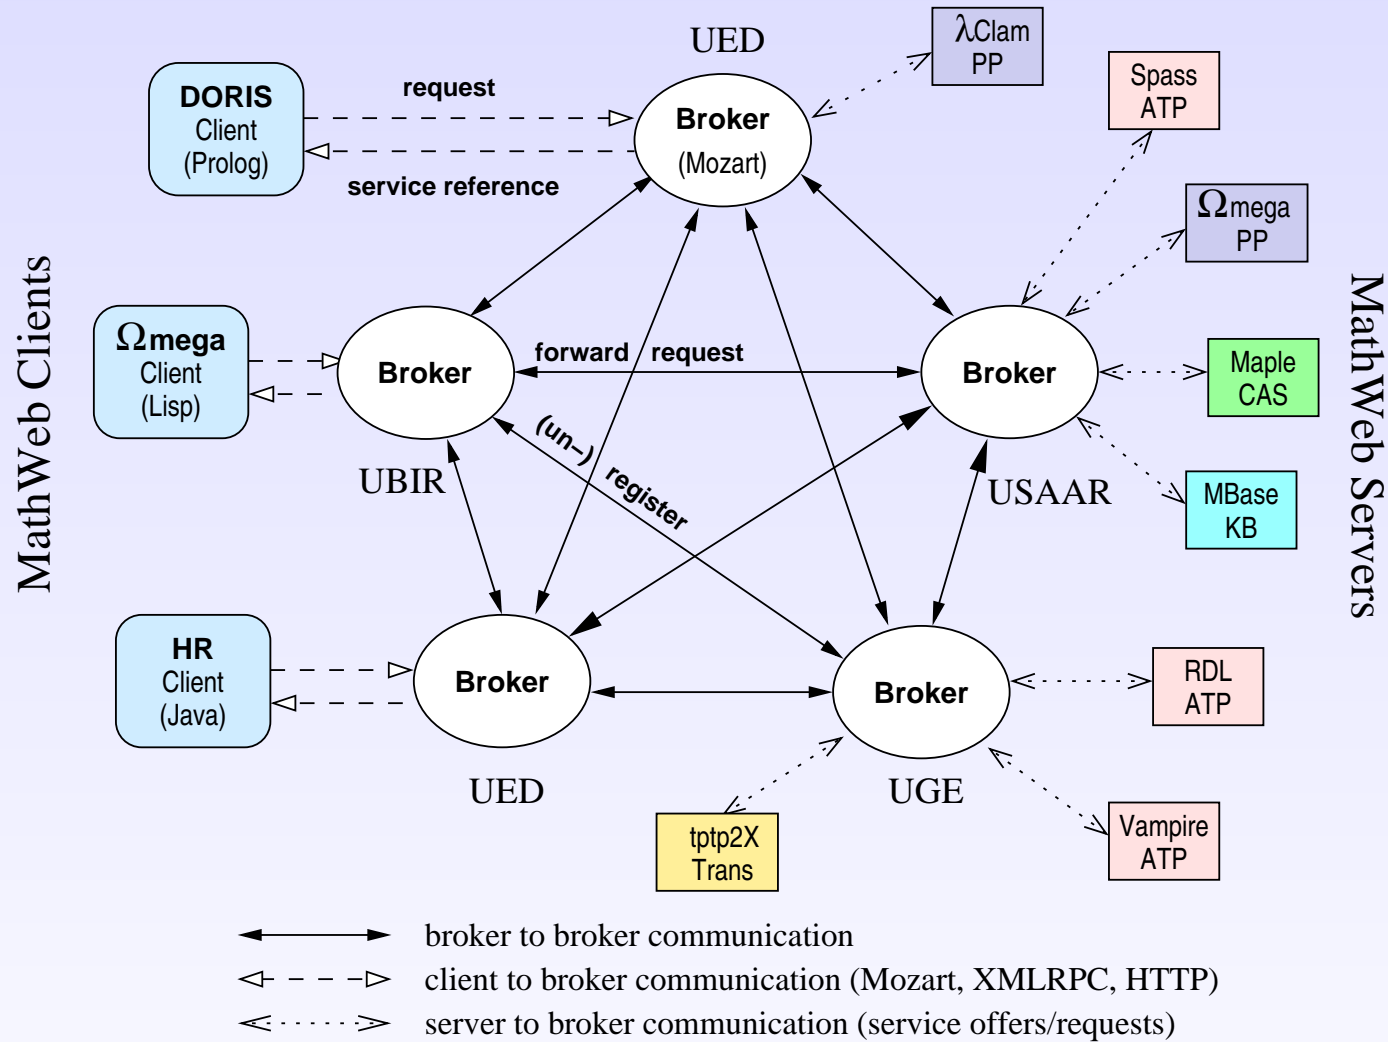 UED
λClam
PP
Spass
ATP
DORIS
Client
(Prolog)
request
service reference
Broker
(Mozart)
Ωmega
PP
MathWeb Clients
MathWeb Servers
Ωmega
Client
(Lisp)
Broker
forward request
Broker
Maple
CAS
UBIR
(un–) register
USAAR
MBase
KB
HR
Client
(Java)
Broker
Broker
RDL
ATP
UED
UGE
tptp2X
Trans
Vampire
ATP
broker to broker communication
client to broker communication (Mozart, XMLRPC, HTTP)
server to broker communication (service offers/requests)